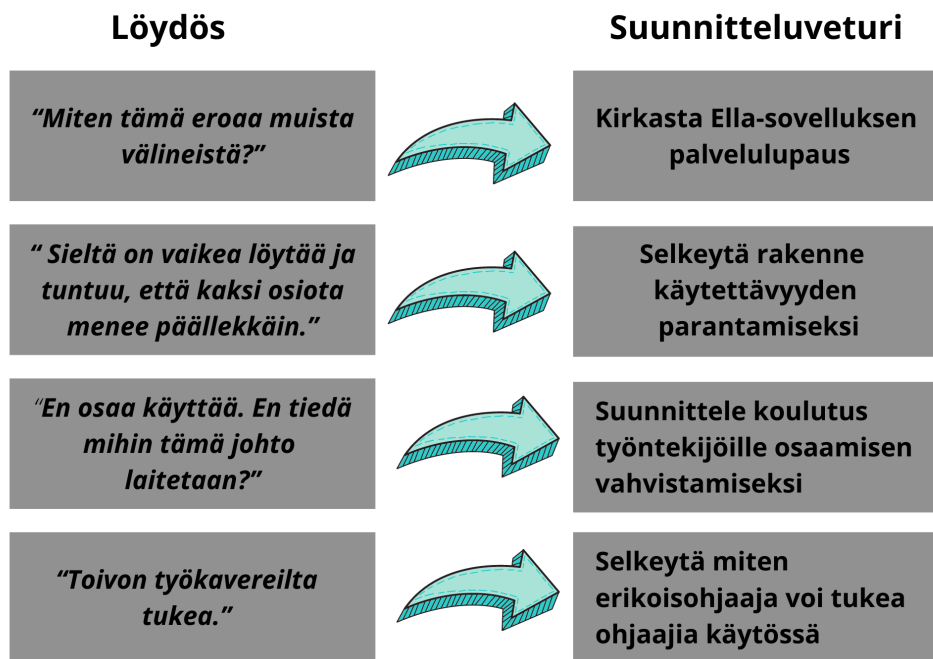 Löydös
Suunnitteluveturi
“Miten tämä eroaa muista
välineistä?”
Kirkasta Ella-sovelluksen
palvelulupaus
“ Sieltä on vaikea löytää ja
tuntuu, että kaksi osiota
menee päällekkäin.”
Selkeytä rakenne
käytettävyyden
parantamiseksi
“En osaa käyttää. En tiedä
mihin tämä johto
laitetaan?”
Suunnittele koulutus
työntekijöille osaamisen
vahvistamiseksi
“Toivon työkavereilta
tukea.”
Selkeytä miten
erikoisohjaaja voi tukea
ohjaajia käytössä